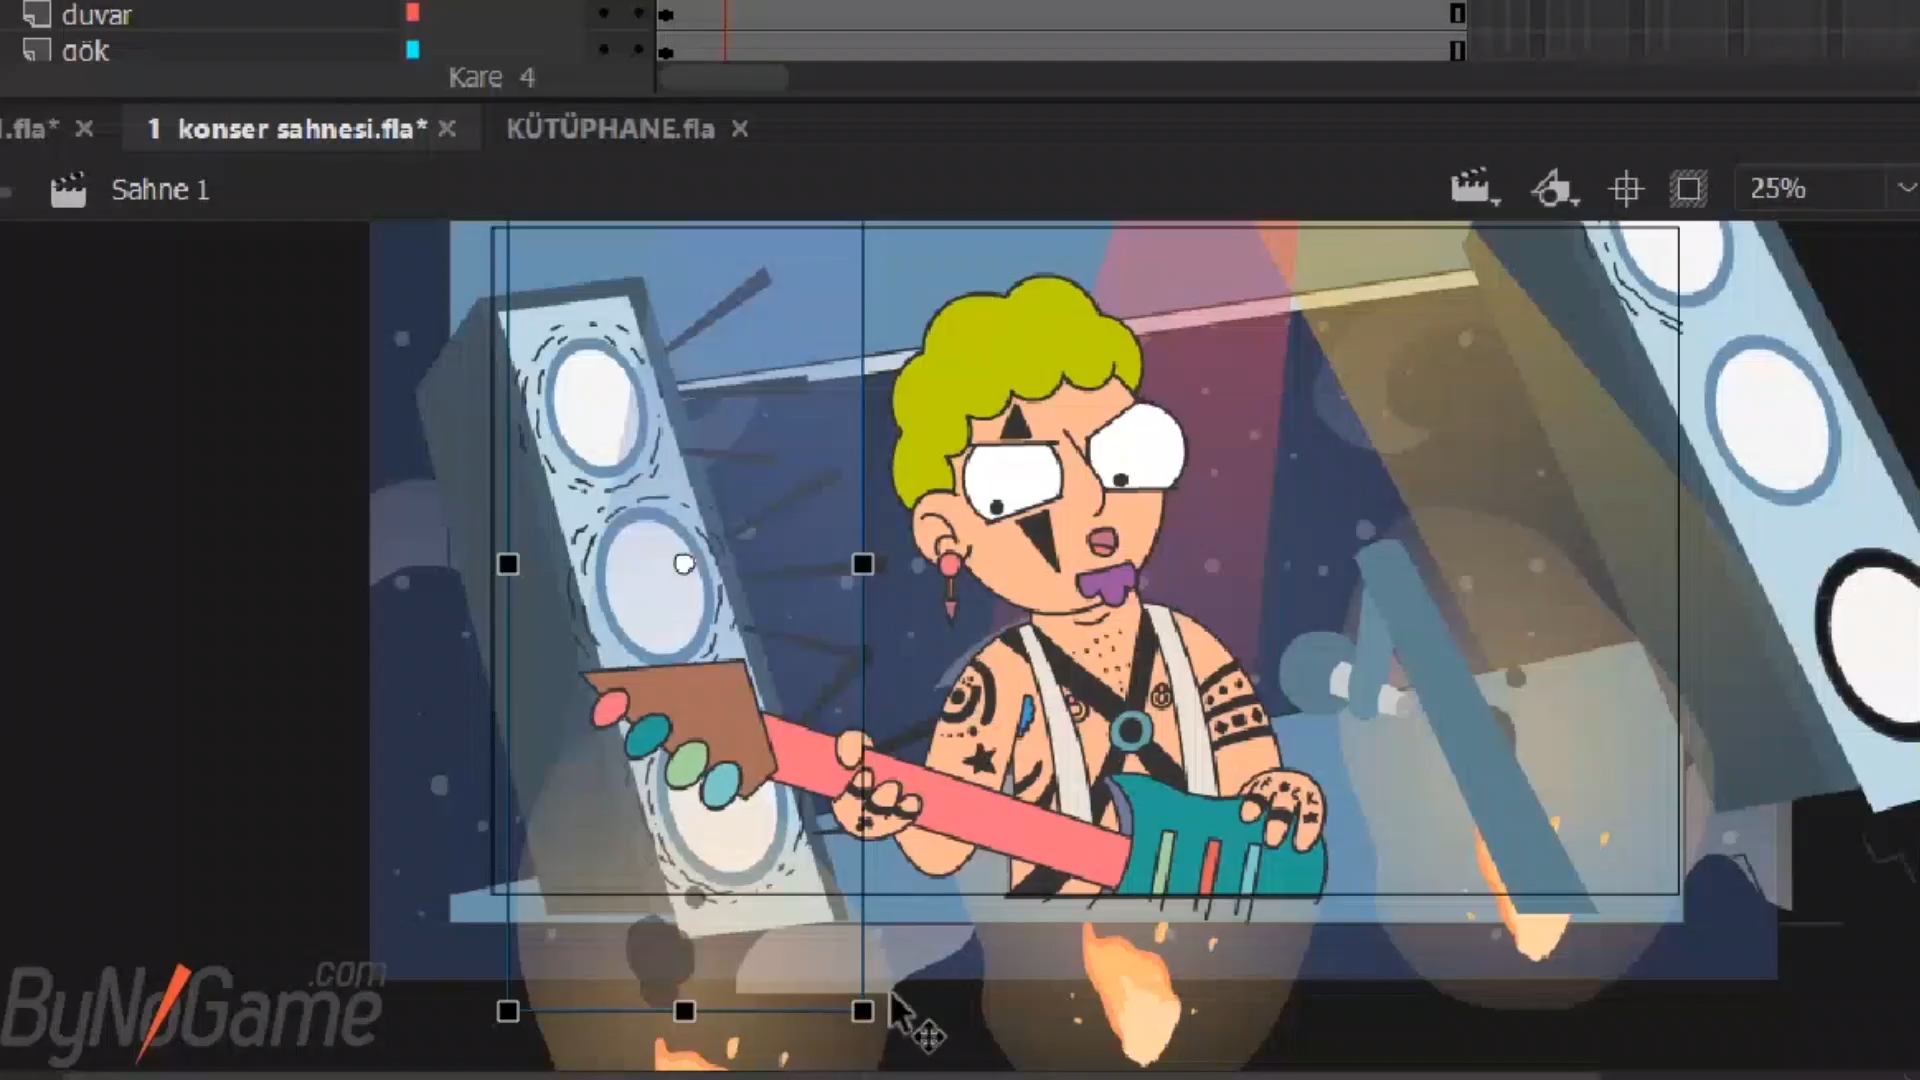 duvar
gök
Kare 4
.fla* × 1 konser sahnesi.fla* × KÜTÜPHANE.fla ×
Sahne 1 25%
ByNoGame.com